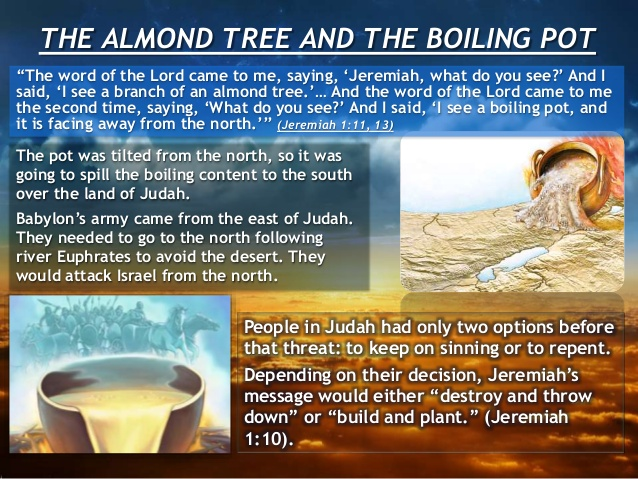 THE ALMOND TREE AND THE BOILING POT
“The word of the Lord came to me, saying, ‘Jeremiah, what do you see?’ And I
said, ‘I see a branch of an almond tree.’… And the word of the Lord came to me
the second time, saying, ‘What do you see?’ And I said, ‘I see a boiling pot, and
it is facing away from the north.’” (Jeremiah 1:11, 13)
The pot was tilted from the north, so it was
going to spill the boiling content to the south
over the land of Judah.
Babylon’s army came from the east of Judah.
They needed to go to the north following
river Euphrates to avoid the desert. They
would attack Israel from the north.
People in Judah had only two options before
that threat: to keep on sinning or to repent.
Depending on their decision, Jeremiah’s
message would either “destroy and throw
down” or “build and plant.” (Jeremiah
1:10).